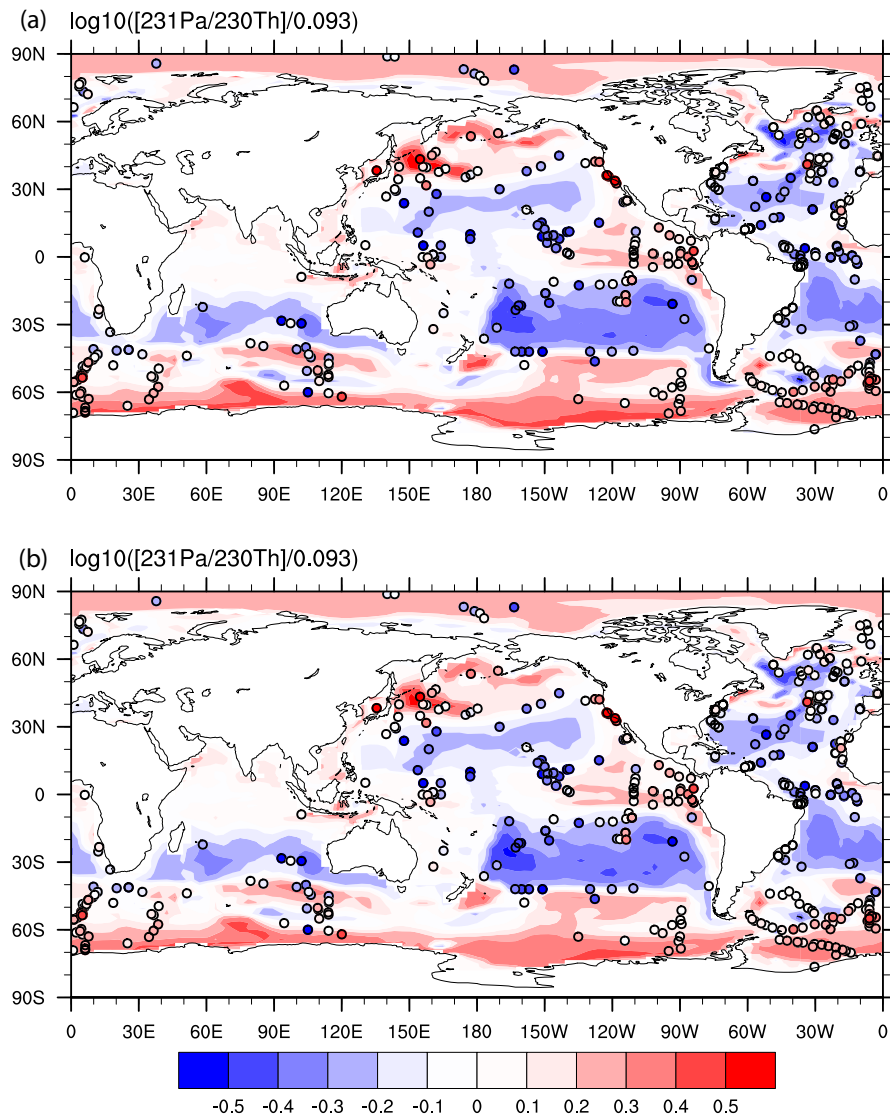 (a) log10([231Pa/230Th]/0.093)
90N
60N
30N
0
30S
60S
90S
0 30E 60E 90E 120E 150E 180 150W 120W 90W 60W 30W 0
(b) log10([231Pa/230Th]/0.093)
90N
60N
30N
0
30S
60S
90S
0 30E 60E 90E 120E 150E 180 150W 120W 90W 60W 30W 0
-0.5 -0.4 -0.3 -0.2 -0.1 0 0.1 0.2 0.3 0.4 0.5